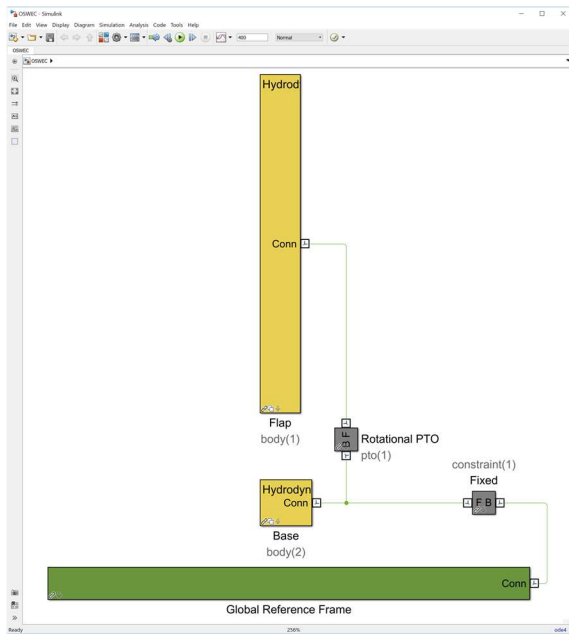 OSWEC - Simulink
File Edit View Display Diagram Simulation Analysis Code Tools Help
400
Normal
OSWEC
OSWEC
Hydrod
Conn
Flap
body(1)
B F
Rotational PTO
pto(1)
constraint(1)
Fixed
F B
Hydrodyn
Conn
Base
body(2)
Conn
Global Reference Frame
Ready
256%
ode4